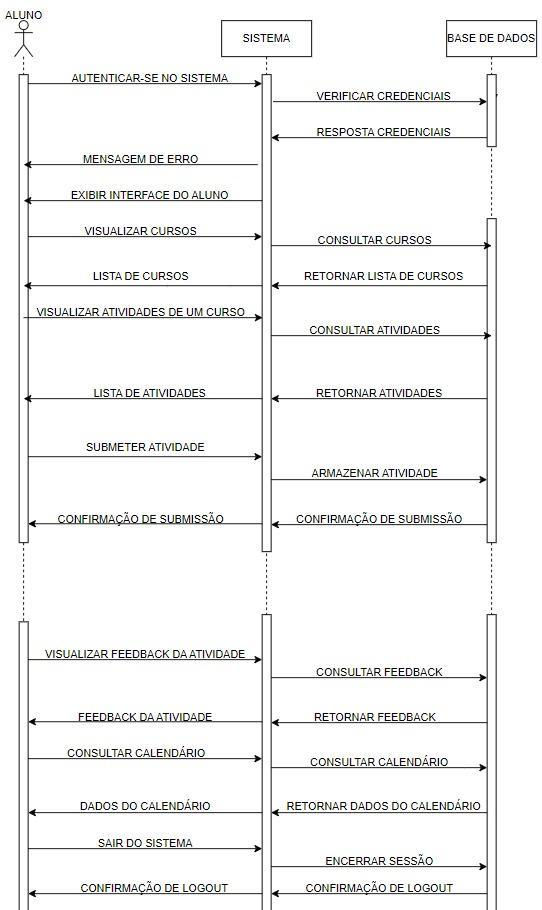 ALUNO
SISTEMA
BASE DE DADOS
AUTENTICAR-SE NO SISTEMA
VERIFICAR CREDENCIAIS
RESPOSTA CREDENCIAIS
MENSAGEM DE ERRO
EXIBIR INTERFACE DO ALUNO
VISUALIZAR CURSOS
CONSULTAR CURSOS
LISTA DE CURSOS
RETORNAR LISTA DE CURSOS
VISUALIZAR ATIVIDADES DE UM CURSO
CONSULTAR ATIVIDADES
LISTA DE ATIVIDADES
RETORNAR ATIVIDADES
SUBMETER ATIVIDADE
ARMAZENAR ATIVIDADE
CONFIRMAÇÃO DE SUBMISSÃO
CONFIRMAÇÃO DE SUBMISSÃO
VISUALIZAR FEEDBACK DA ATIVIDADE
CONSULTAR FEEDBACK
FEEDBACK DA ATIVIDADE
RETORNAR FEEDBACK
CONSULTAR CALENDÁRIO
CONSULTAR CALENDÁRIO
DADOS DO CALENDÁRIO
RETORNAR DADOS DO CALENDÁRIO
SAIR DO SISTEMA
ENCERRAR SESSÃO
CONFIRMAÇÃO DE LOGOUT
CONFIRMAÇÃO DE LOGOUT